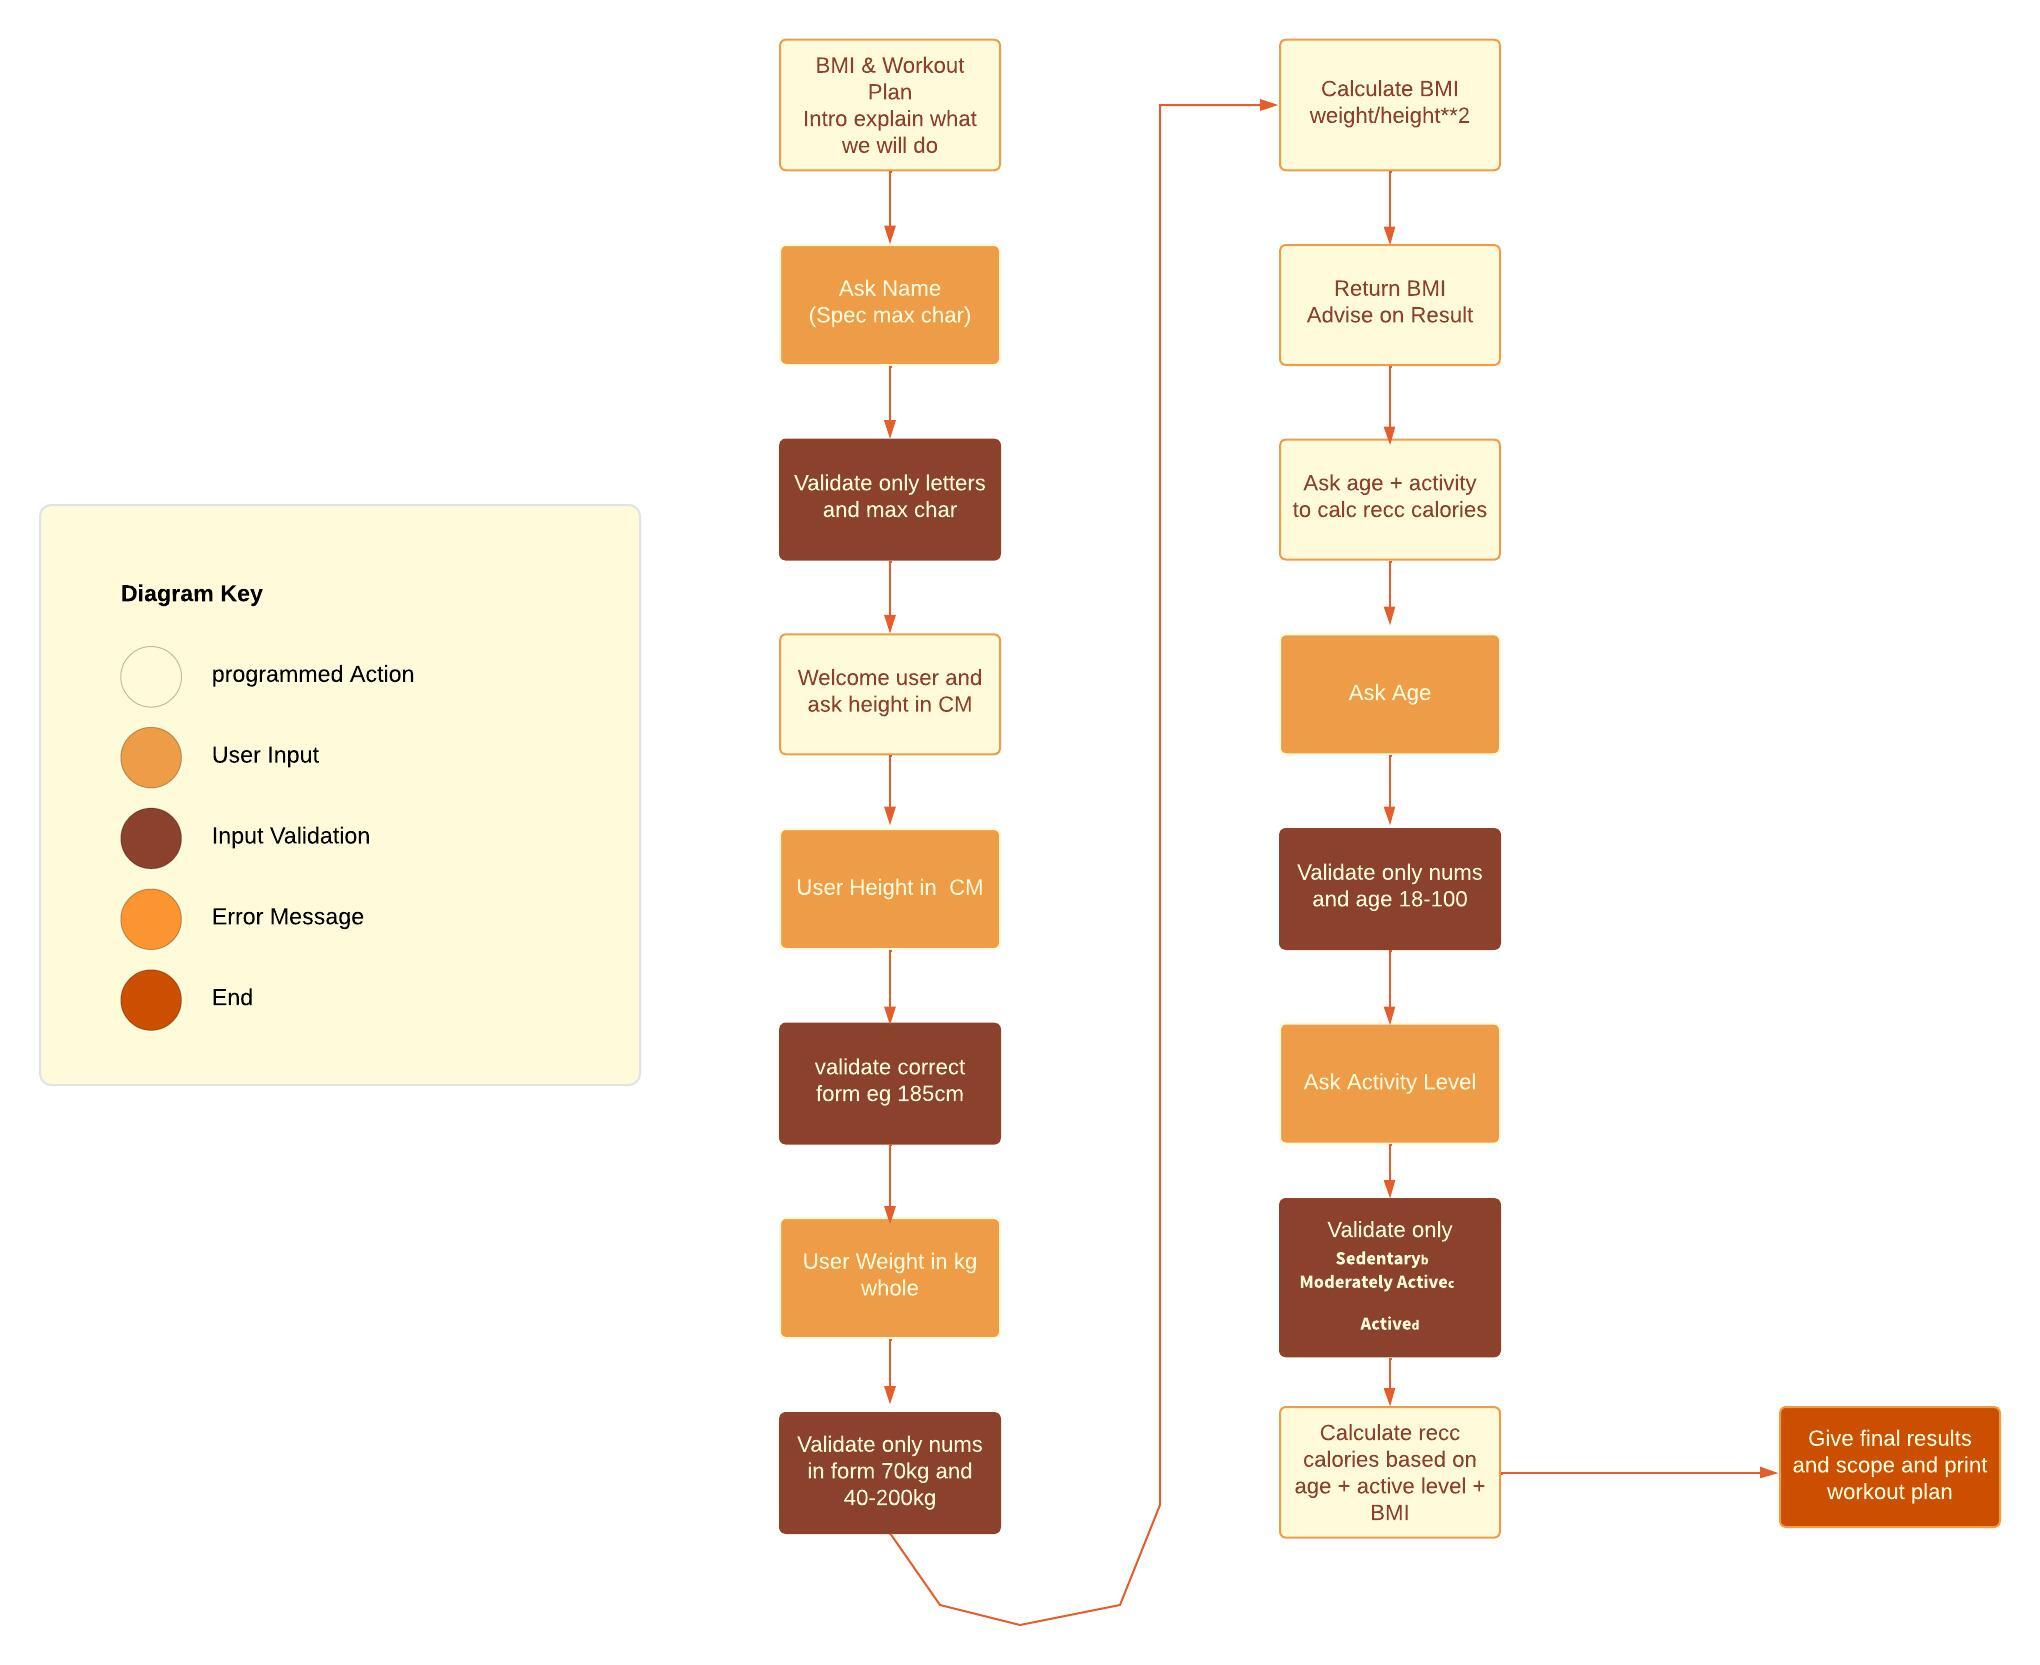 BMI & Workout
Plan
Intro explain what
we will do
Ask Name
(Spec max char)
Validate only letters
and max char
Welcome user and
ask height in CM
User Height in  CM
validate correct
form eg 185cm
User Weight in kg
whole
Validate only nums
in form 70kg and
40-200kg
Calculate BMI
weight/height**2
Return BMI
Advise on Result
Ask age + activity
to calc recc calories
Ask Age
Validate only nums
and age 18-100
Ask Activity Level
Validate only
Sedentaryb
Moderately Activec
Actived
Calculate recc
calories based on
age + active level +
BMI
Give final results
and scope and print
workout plan
Diagram Key
programmed Action
User Input
Input Validation
Error Message
End